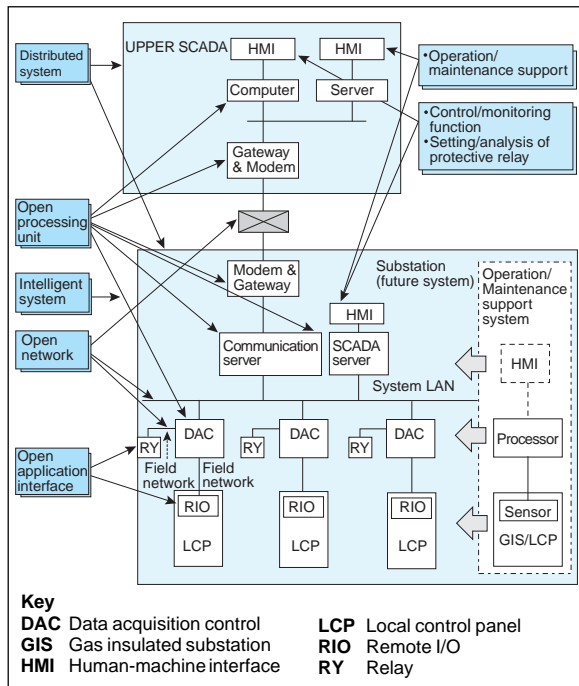 UPPER SCADA
HMI
HMI
Computer
Server
Gateway
& Modem
Distributed
system
•Operation/
maintenance support
•Control/monitoring
function
•Setting/analysis of
protective relay
Open
processing
unit
Intelligent
system
Open
network
Open
application
interface
Modem &
Gateway
Substation
(future system)
HMI
Communication
server
SCADA
server
System LAN
Operation/
Maintenance
support
system
HMI
Processor
Sensor
GIS/LCP
RY
DAC
RY
DAC
RY
DAC
Field
network
Field
network
RIO
LCP
RIO
LCP
RIO
LCP
Key
DAC Data acquisition control
GIS Gas insulated substation
HMI Human-machine interface
LCP Local control panel
RIO Remote I/O
RY Relay